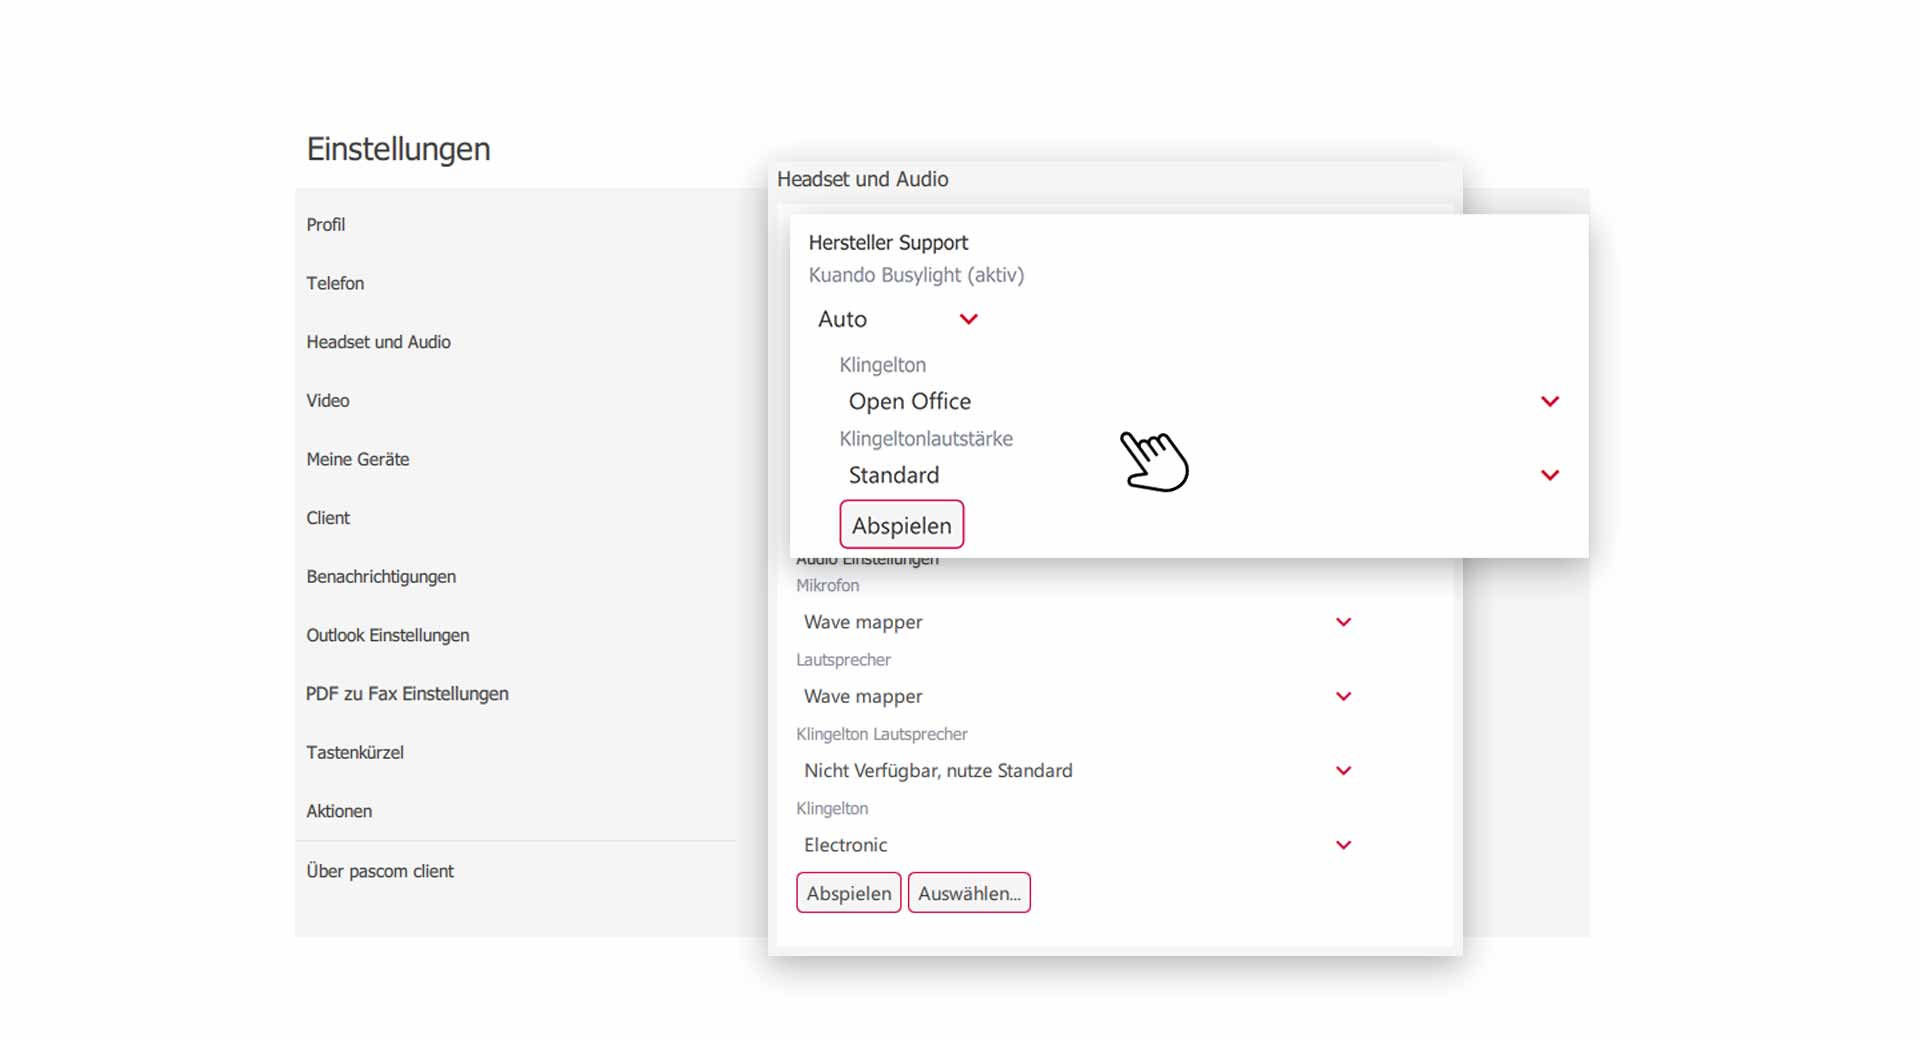 Einstellungen
Profil
Telefon
Headset und Audio
Video
Meine Geräte
Client
Benachrichtigungen
Outlook Einstellungen
PDF zu Fax Einstellungen
Tastenkürzel
Aktionen
Über pascom client
Headset und Audio
Hersteller Support
Kuando Busylight (aktiv)
Auto
Klingelton
Open Office
Klingeltonlautstärke
Standard
Abspielen
Audio Einstellungen
Mikrofon
Wave mapper
Lautsprecher
Wave mapper
Klingelton Lautsprecher
Nicht Verfügbar, nutze Standard
Klingelton
Electronic
Abspielen Auswählen...